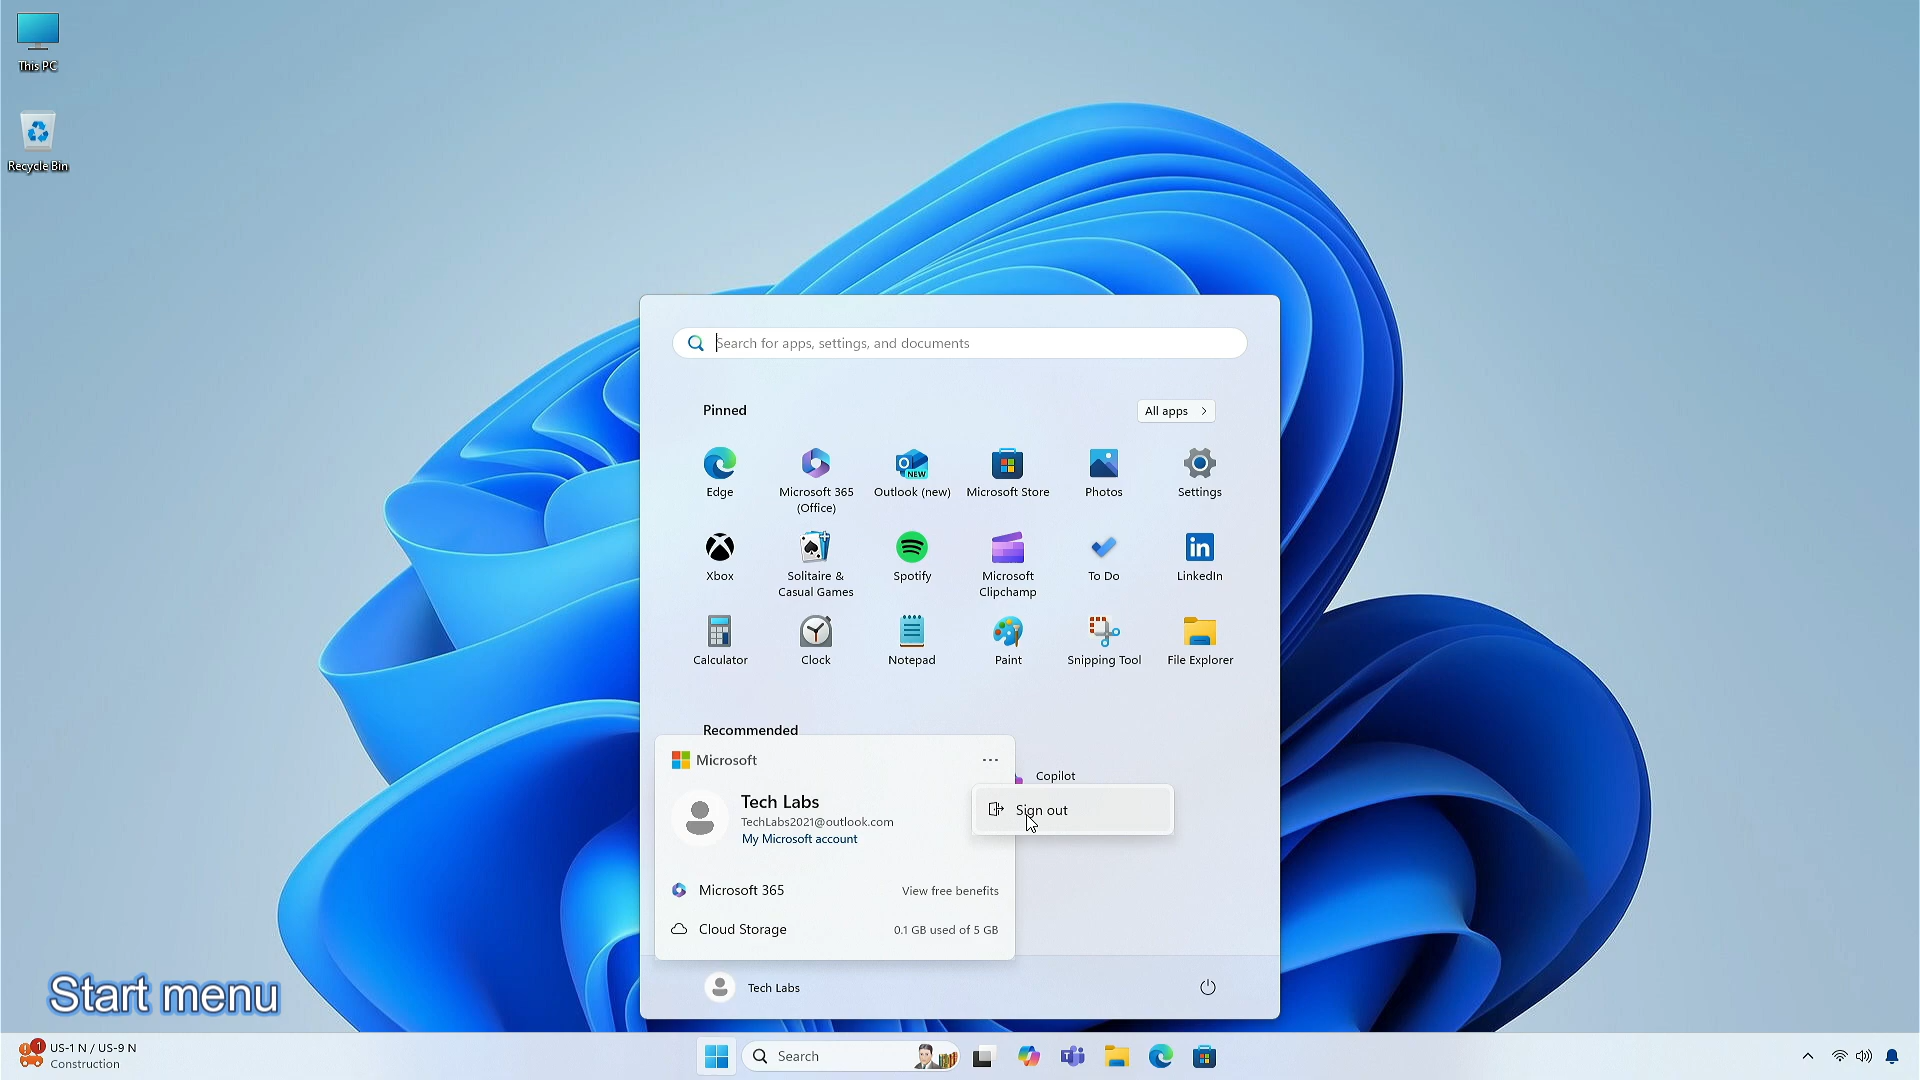 This PC
Recycle Bin
Search for apps, settings, and documents
Pinned
All apps
Edge
Microsoft 365
(Office)
Outlook (new)
Microsoft Store
Photos
Settings
NEW
Xbox
Solitaire &
Casual Games
Spotify
Microsoft
Clipchamp
To Do
LinkedIn
in
Calculator
Clock
Notepad
Paint
Snipping Tool
File Explorer
Recommended
Microsoft
Copilot
Sign out
Tech Labs
TechLabs2021@outlook.com
My Microsoft account
Microsoft 365
View free benefits
Cloud Storage
0.1 GB used of 5 GB
Tech Labs
Start menu
1
US-1 N / US-9 N
Construction
Search